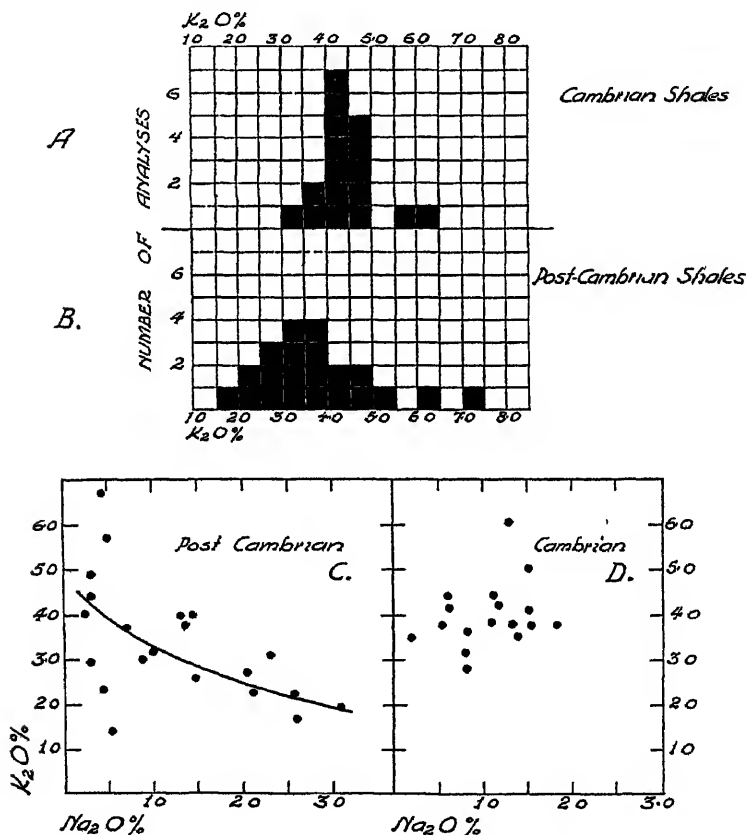 K₂O%
10 20 30 40 50 60 70 80
Cambrian Shales
A
6
4
2
NUMBER OF ANALYSES
Post-Cambrian Shales
B.
6
4
2
10 20 30 40 50 60 70 80
K₂O%
Post Cambrian
C.
60
50
40
30
20
10
K₂O%
10 20 30
Na₂O%
Cambrian
D.
60
50
40
30
20
10
10 20 30
Na₂O%